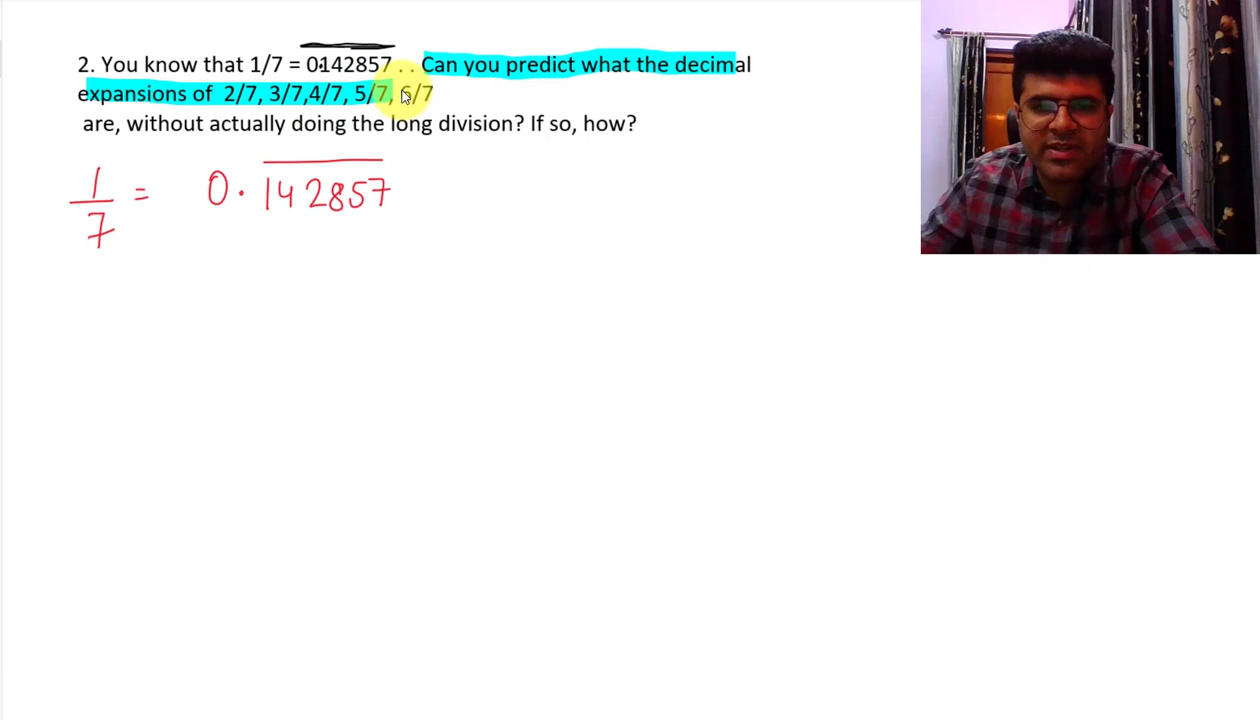 2. You know that 1/7 = 0142857 . . Can you predict what the decimal
expansions of 2/7, 3/7,4/7, 5/7, 6/7
are, without actually doing the long division? If so, how?
1/7 = 0.142857